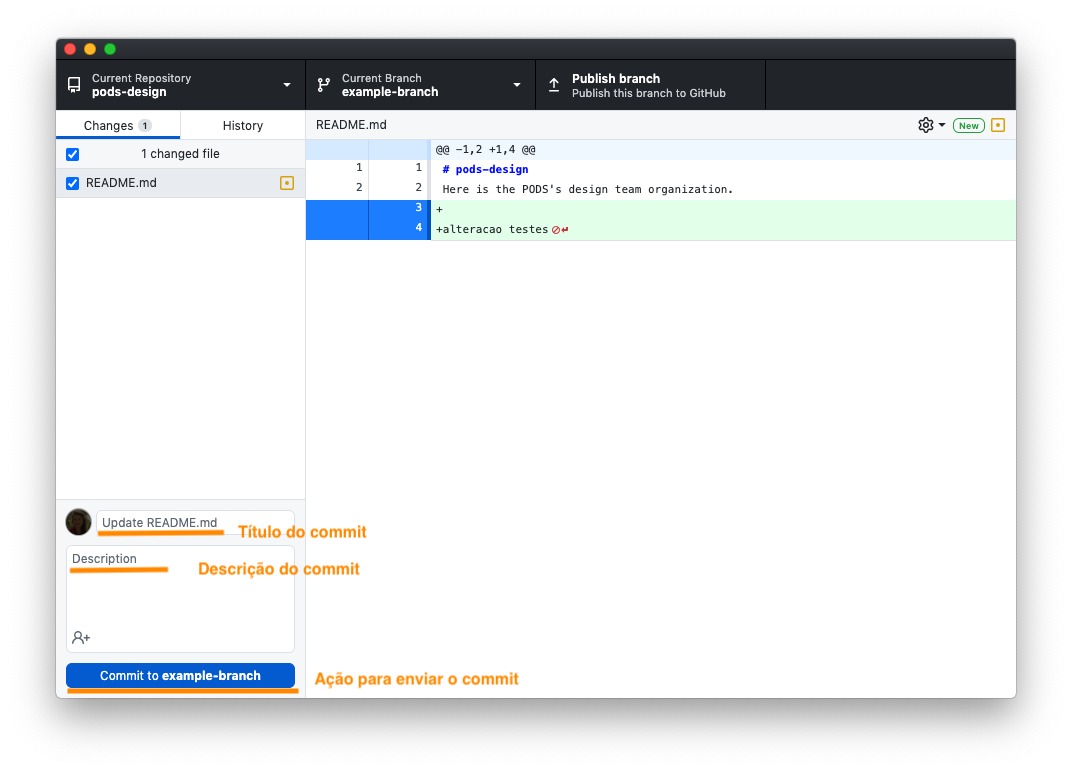 Current Repository
pods-design
Current Branch
example-branch
Publish branch
Publish this branch to GitHub
Changes 1
History
README.md
New
1 changed file
README.md
@@ -1,2 +1,4 @@
1 1 # pods-design
2 2 Here is the PODS's design team organization.
3 +
4 +alteracao testes
Update README.md
Título do commit
Description
Descrição do commit
Commit to example-branch
Ação para enviar o commit